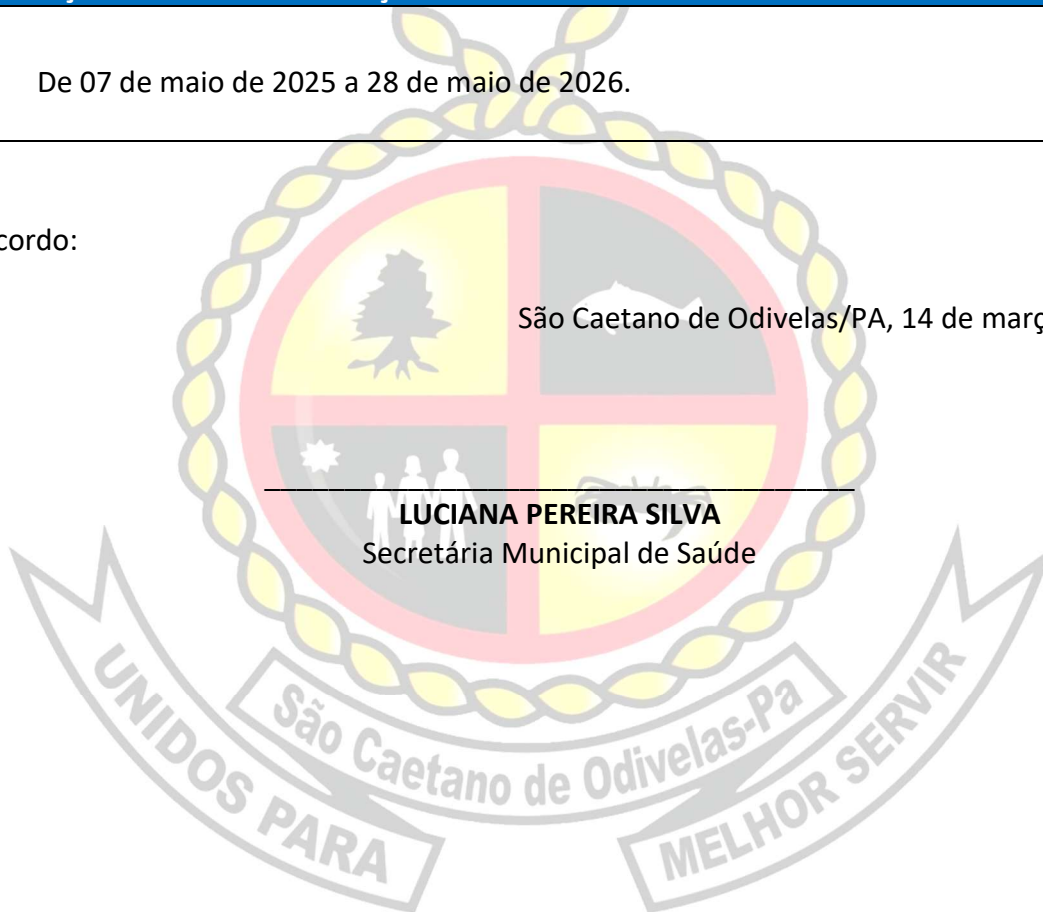 De 07 de maio de 2025 a 28 de maio de 2026.
cordo:
São Caetano de Odivelas/PA, 14 de març
LUCIANA PEREIRA SILVA
Secretária Municipal de Saúde
São Caetano de Odivelas-Pa
UNIDOS PARA
MELHOR SERVIR